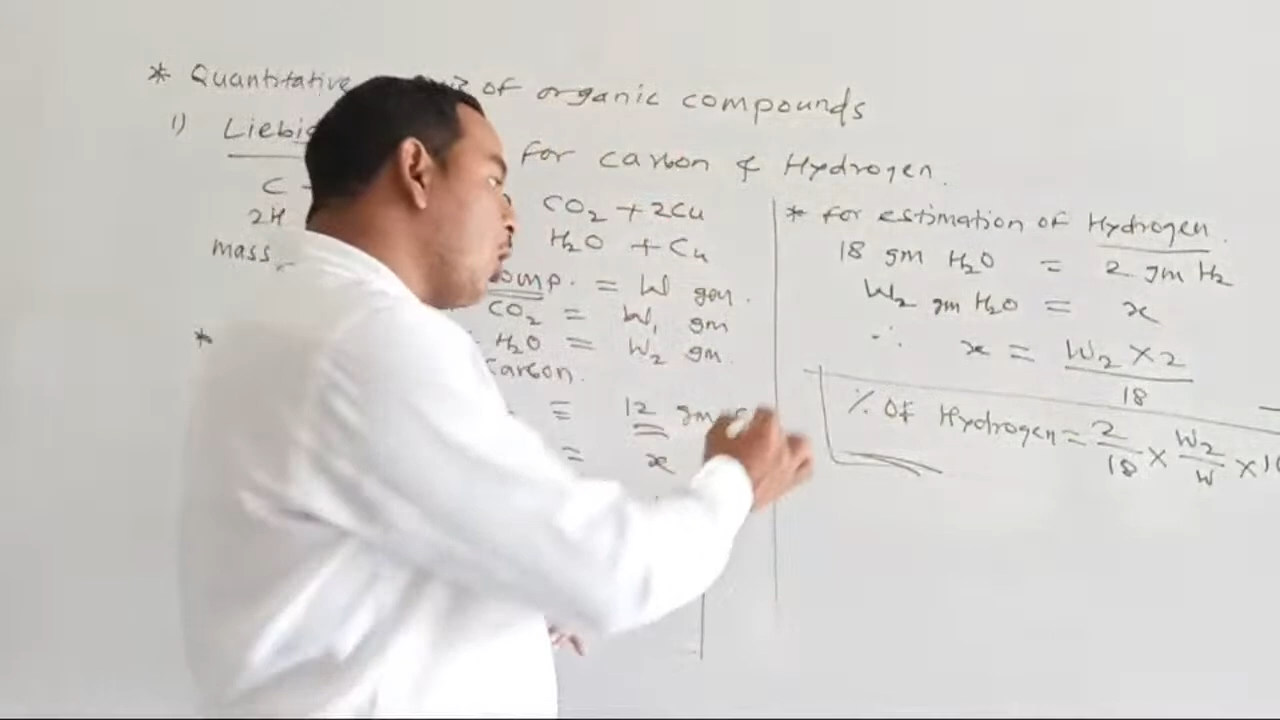 * Quantitative of organic compounds
1) Liebig
For Carbon & Hydrogen.
C CO₂ + 2Cu
2H H₂O + Cu
mass comp. = W gm.
CO₂ = W₁ gm
H₂O = W₂ gm.
* Carbon.
≡ 12 gm C
= x
* For estimation of Hydrogen.
18 gm H₂O = 2 gm H₂
W₂ gm H₂O = x
∴ x = W₂ × 2 / 18
% of Hydrogen = 2/18 × W₂/W × 10